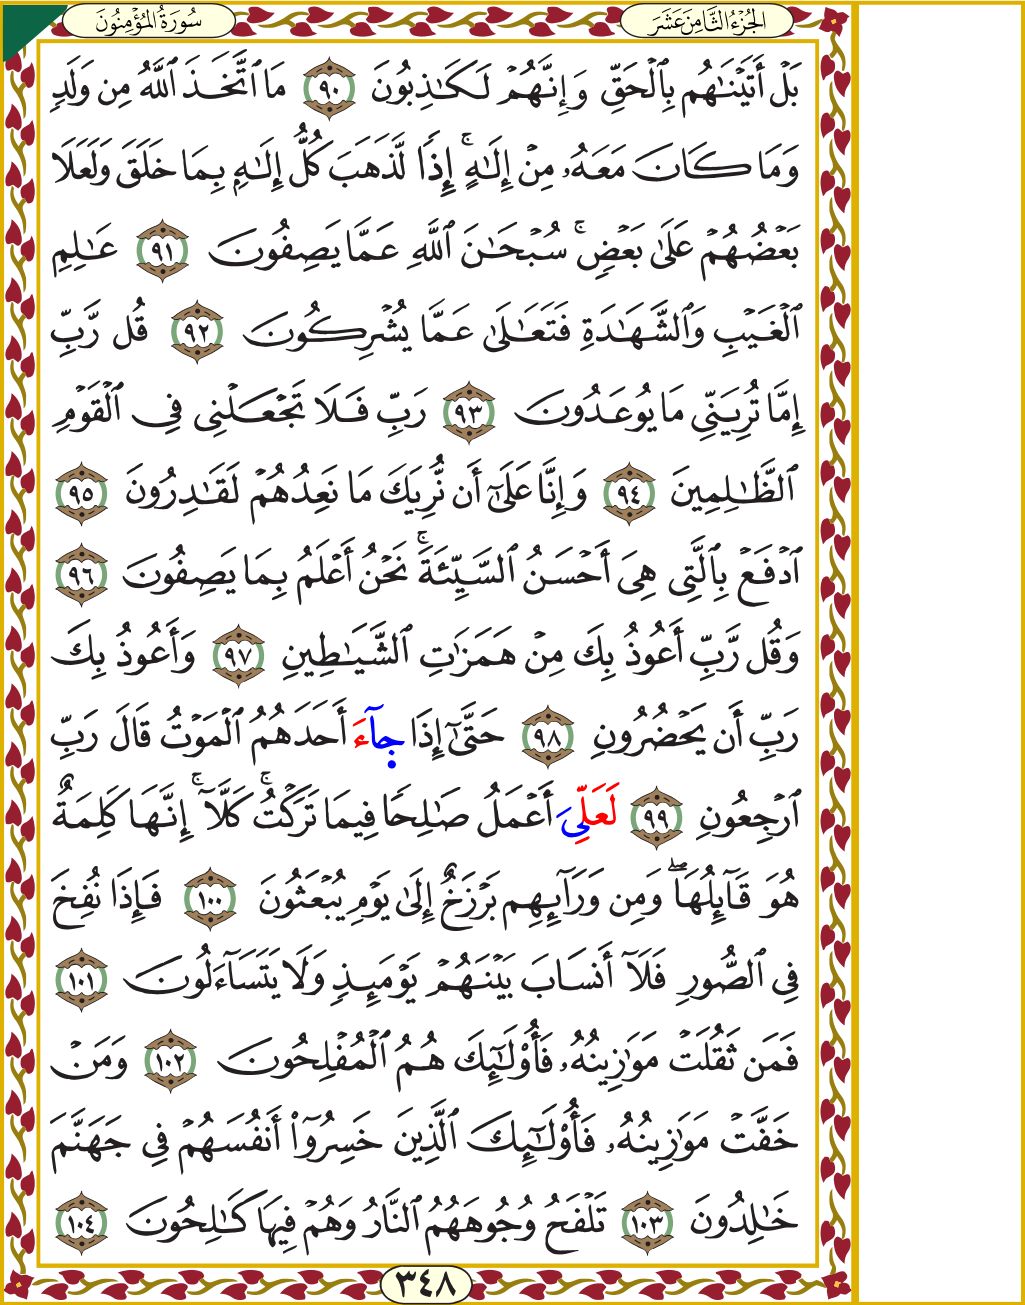 الجُزْءُ الثَّامِنَ عَشَرَ
سُورَةُ المُؤْمِنُونَ
بَلْ أَتَيْنَٰهُم بِٱلْحَقِّ وَإِنَّهُمْ لَكَٰذِبُونَ ٩٠ مَا ٱتَّخَذَ ٱللَّهُ مِن وَلَدٍ
وَمَا كَانَ مَعَهُۥ مِنْ إِلَٰهٍ ۚ إِذًا لَّذَهَبَ كُلُّ إِلَٰهٍۭ بِمَا خَلَقَ وَلَعَلَا
بَعْضُهُمْ عَلَىٰ بَعْضٍ ۚ سُبْحَٰنَ ٱللَّهِ عَمَّا يَصِفُونَ ٩١ عَٰلِمِ
ٱلْغَيْبِ وَٱلشَّهَٰدَةِ فَتَعَٰلَىٰ عَمَّا يُشْرِكُونَ ٩٢ قُل رَّبِّ
إِمَّا تُرِيَنِّي مَا يُوعَدُونَ ٩٣ رَبِّ فَلَا تَجْعَلْنِي فِي ٱلْقَوْمِ
ٱلظَّٰلِمِينَ ٩٤ وَإِنَّا عَلَىٰٓ أَن نُّرِيَكَ مَا نَعِدُهُمْ لَقَٰدِرُونَ ٩٥
ٱدْفَعْ بِٱلَّتِي هِيَ أَحْسَنُ ٱلسَّيِّئَةَ ۚ نَحْنُ أَعْلَمُ بِمَا يَصِفُونَ ٩٦
وَقُل رَّبِّ أَعُوذُ بِكَ مِنْ هَمَزَٰتِ ٱلشَّيَٰطِينِ ٩٧ وَأَعُوذُ بِكَ
رَبِّ أَن يَحْضُرُونِ ٩٨ حَتَّىٰٓ إِذَا جَآءَ أَحَدَهُمُ ٱلْمَوْتُ قَالَ رَبِّ
ٱرْجِعُونِ ٩٩ لَعَلِّيَ أَعْمَلُ صَٰلِحًا فِيمَا تَرَكْتُ ۚ كَلَّآ ۚ إِنَّهَا كَلِمَةٌ
هُوَ قَآئِلُهَا ۖ وَمِن وَرَآئِهِم بَرْزَخٌ إِلَىٰ يَوْمِ يُبْعَثُونَ ١٠٠ فَإِذَا نُفِخَ
فِي ٱلصُّورِ فَلَآ أَنسَابَ بَيْنَهُمْ يَوْمَئِذٍ وَلَا يَتَسَآءَلُونَ ١٠١
فَمَن ثَقُلَتْ مَوَٰزِينُهُۥ فَأُو۟لَٰٓئِكَ هُمُ ٱلْمُفْلِحُونَ ١٠٢ وَمَنْ
خَفَّتْ مَوَٰزِينُهُۥ فَأُو۟لَٰٓئِكَ ٱلَّذِينَ خَسِرُوٓا۟ أَنفُسَهُمْ فِي جَهَنَّمَ
خَٰلِدُونَ ١٠٣ تَلْفَحُ وُجُوهَهُمُ ٱلنَّارُ وَهُمْ فِيهَا كَٰلِحُونَ ١٠٤
٣٤٨